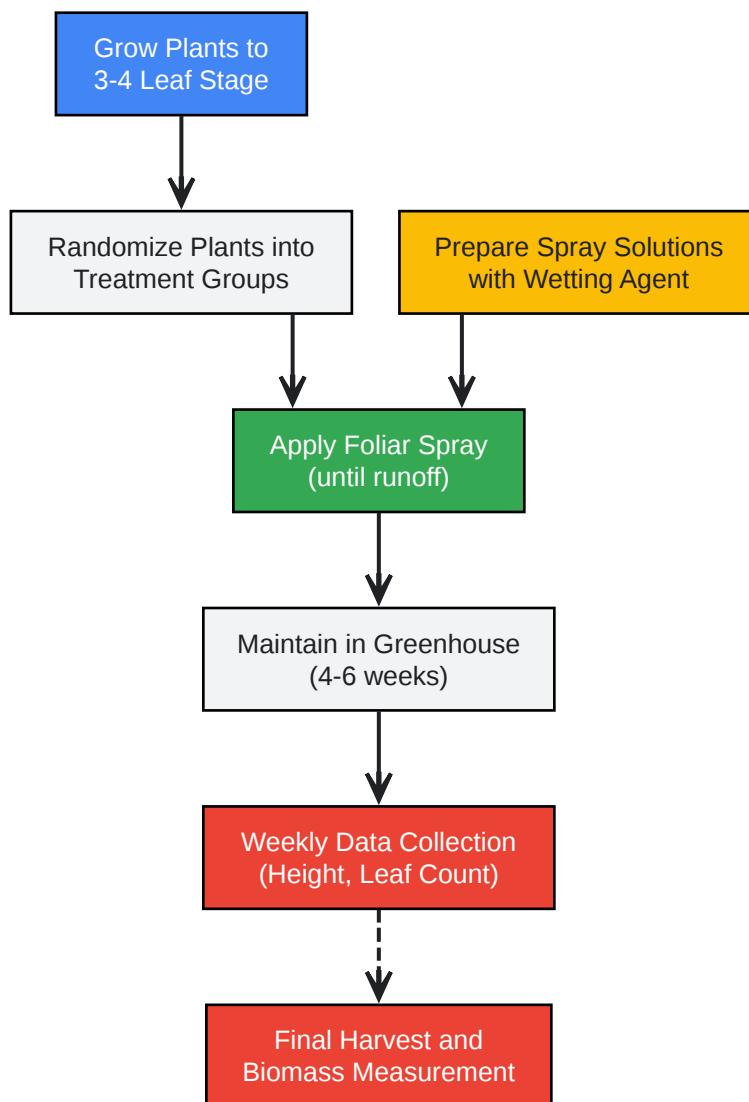 Grow Plants to
3-4 Leaf Stage
Randomize Plants into
Treatment Groups
Prepare Spray Solutions
with Wetting Agent
Apply Foliar Spray
(until runoff)
Maintain in Greenhouse
(4-6 weeks)
Weekly Data Collection
(Height, Leaf Count)
Final Harvest and
Biomass Measurement